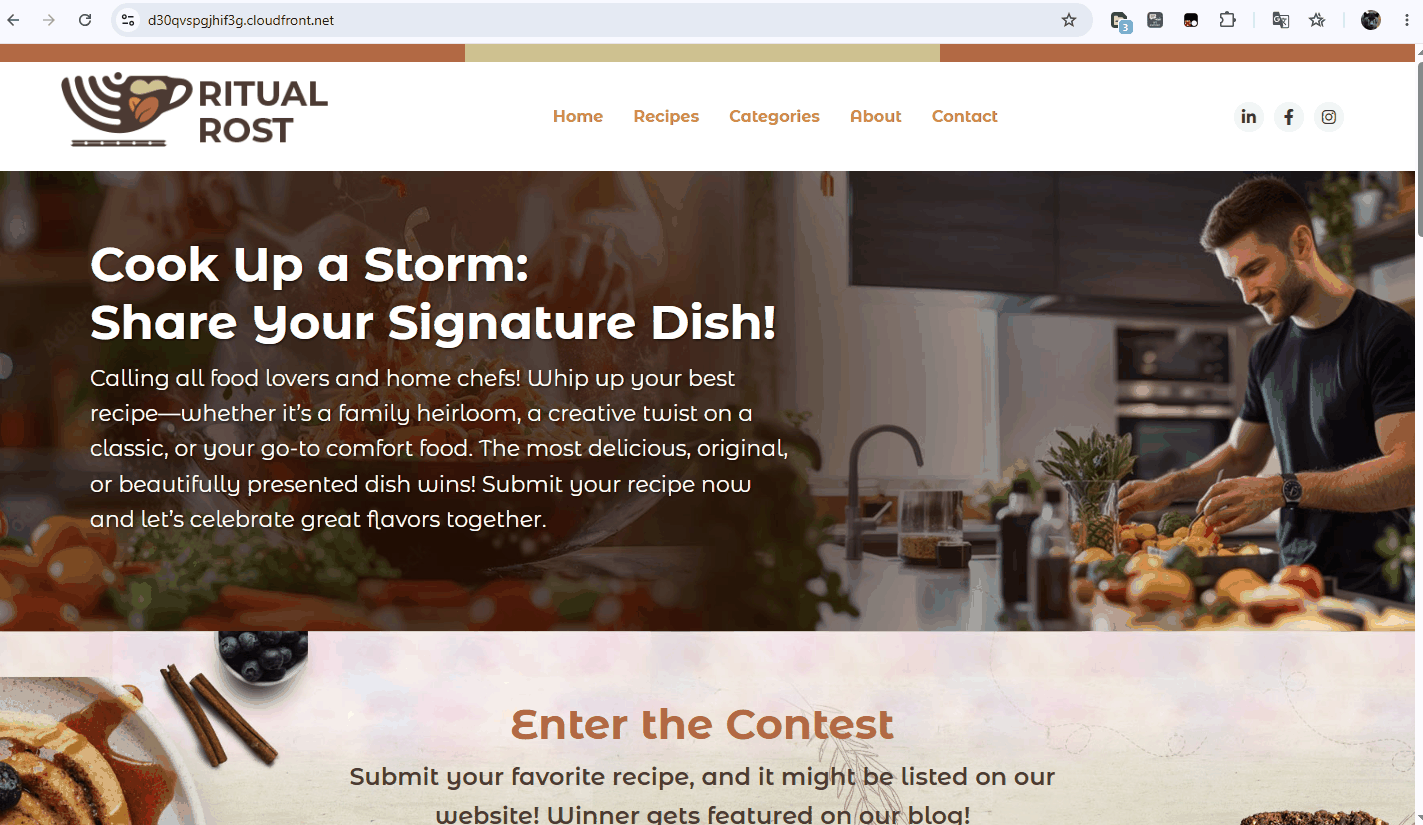 d30qvspgjhif3g.cloudfront.net
3
RITUAL
ROST
Home Recipes Categories About Contact
Cook Up a Storm:
Share Your Signature Dish!
Calling all food lovers and home chefs! Whip up your best
recipe—whether it's a family heirloom, a creative twist on a
classic, or your go-to comfort food. The most delicious, original,
or beautifully presented dish wins! Submit your recipe now
and let's celebrate great flavors together.
Enter the Contest
Submit your favorite recipe, and it might be listed on our
website! Winner gets featured on our blog!